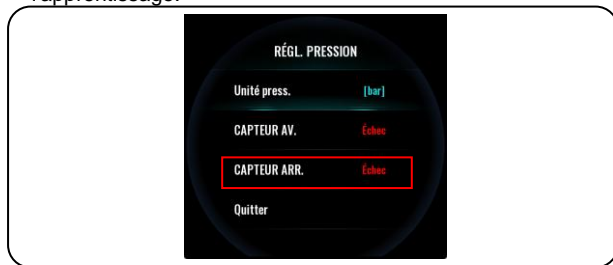 l'apprentissage.
RÉGL. PRESSION
Unité press. [bar]
CAPTEUR AV. Échec
CAPTEUR ARR. Échec
Quitter